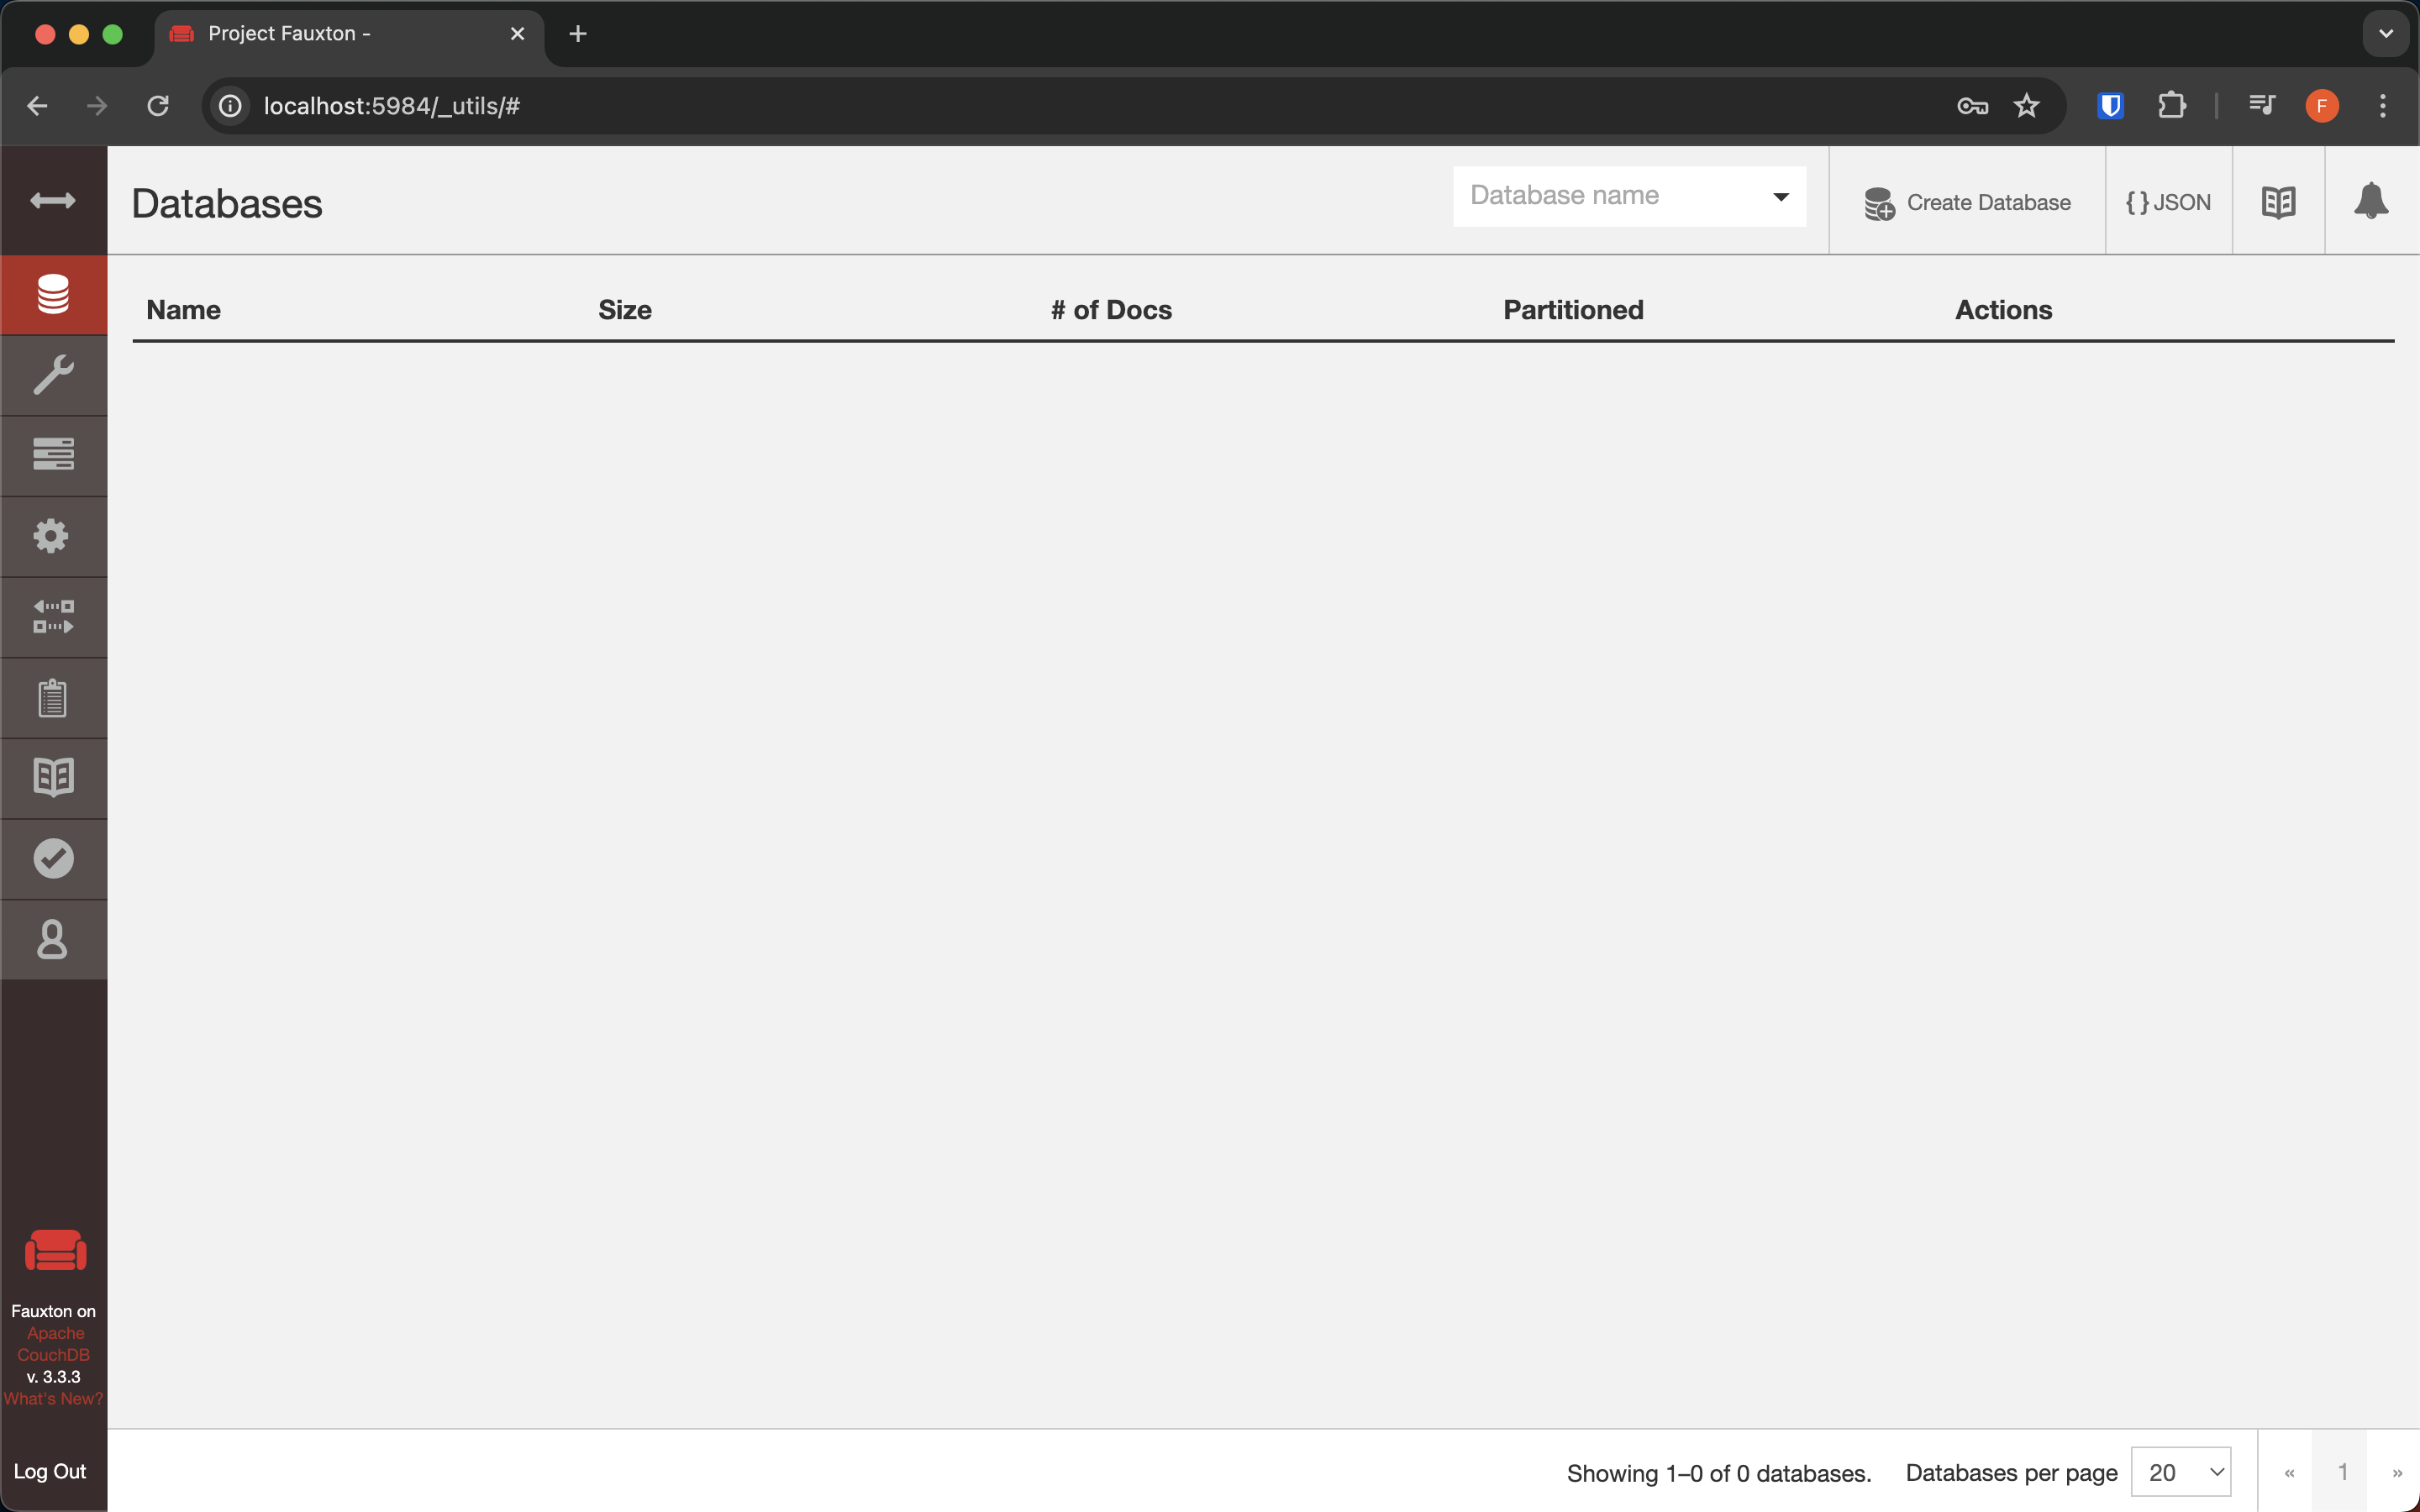 Project Fauxton -
localhost:5984/_utils/#
F
Databases
Database name
Create Database
{ } JSON
Name Size # of Docs Partitioned Actions
Fauxton on
Apache
CouchDB
v. 3.3.3
What's New?
Log Out
Showing 1–0 of 0 databases. Databases per page 20 « 1 »